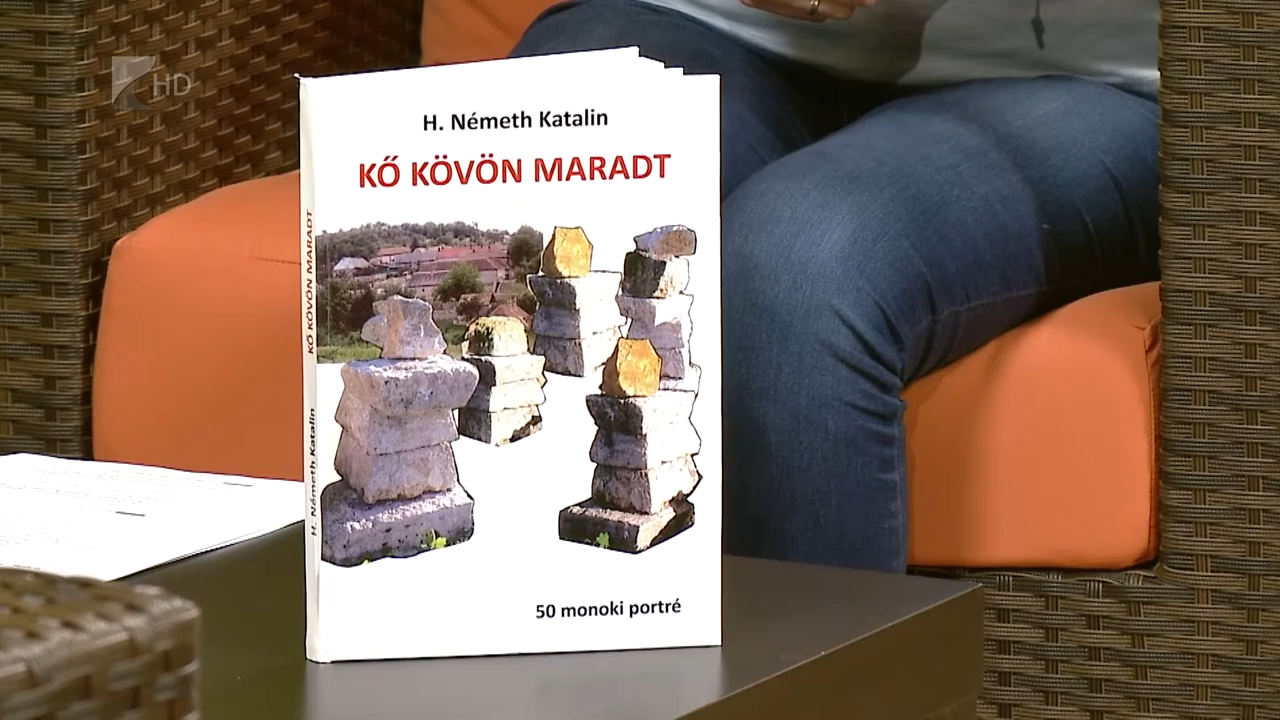 HD
H. Németh Katalin
KŐ KÖVÖN MARADT
KŐ KÖVÖN MARADT
H. Németh Katalin
50 monoki portré